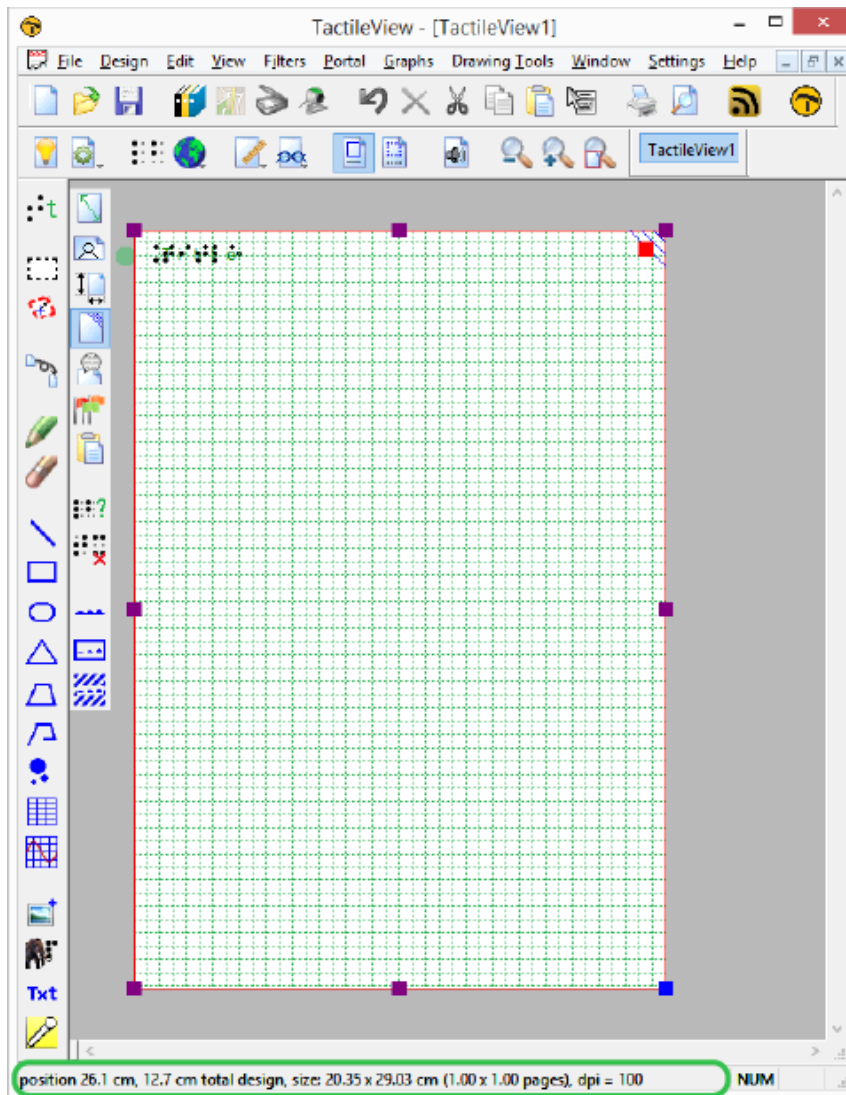 TactileView - [TactileView1]
File Design Edit View Filters Portal Graphs Drawing Tools Window Settings Help
TactileView1
t
Txt
position 26.1 cm, 12.7 cm total design, size: 20.35 x 29.03 cm (1.00 x 1.00 pages), dpi = 100 NUM